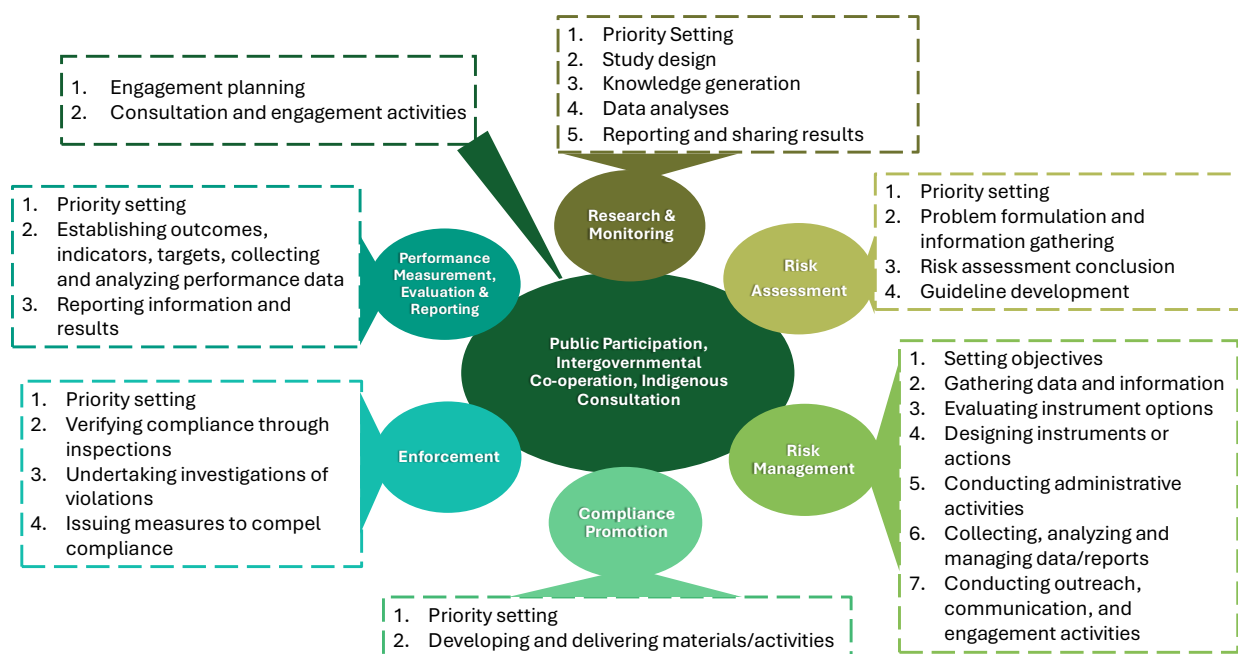 1. Priority Setting
2. Study design
3. Knowledge generation
4. Data analyses
5. Reporting and sharing results
1. Engagement planning
2. Consultation and engagement activities
Research &
Monitoring
1. Priority setting
2. Establishing outcomes,
indicators, targets, collecting
and analyzing performance data
3. Reporting information and
results
Performance
Measurement,
Evaluation &
Reporting
Risk
Assessment
1. Priority setting
2. Problem formulation and
information gathering
3. Risk assessment conclusion
4. Guideline development
Public Participation,
Intergovernmental
Co-operation, Indigenous
Consultation
1. Priority setting
2. Verifying compliance through
inspections
3. Undertaking investigations of
violations
4. Issuing measures to compel
compliance
Enforcement
Risk
Management
1. Setting objectives
2. Gathering data and information
3. Evaluating instrument options
4. Designing instruments or
actions
5. Conducting administrative
activities
6. Collecting, analyzing and
managing data/reports
7. Conducting outreach,
communication, and
engagement activities
Compliance
Promotion
1. Priority setting
2. Developing and delivering materials/activities